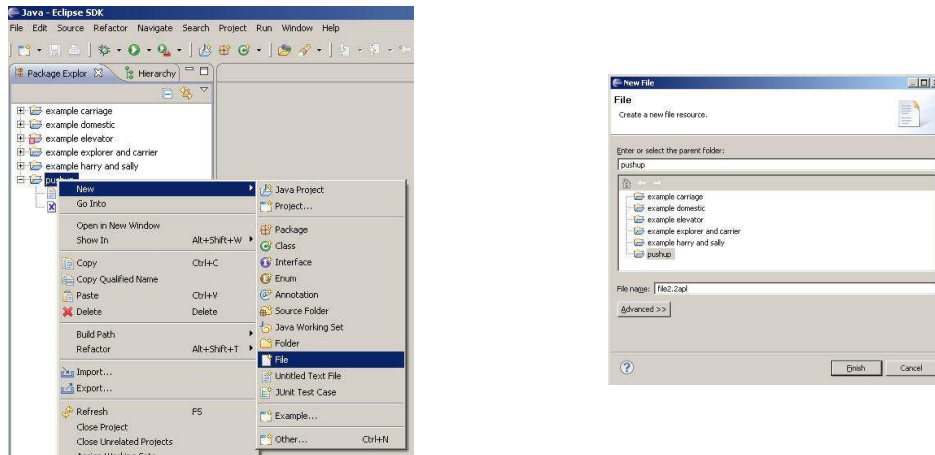 Java - Eclipse SDK
File Edit Source Refactor Navigate Search Project Run Window Help
Package Explor Hierarchy
example carriage
example domestic
example elevator
example explorer and carrier
example harry and sally
New
Go Into
Open in New Window
Show In Alt+Shift+W
Copy Ctrl+C
Copy Qualified Name
Paste Ctrl+V
Delete Delete
Build Path
Refactor Alt+Shift+T
Import...
Export...
Refresh F5
Close Project
Close Unrelated Projects
Java Project
Project...
Package
Class
Interface
Enum
Annotation
Source Folder
Java Working Set
Folder
File
Untitled Text File
JUnit Test Case
Example...
Other... Ctrl+N
New File
File
Create a new file resource.
Enter or select the parent folder:
pushup
example carriage
example domestic
example elevator
example explorer and carrier
example harry and sally
pushup
File name: file2.2apl
Advanced >>
Finish Cancel